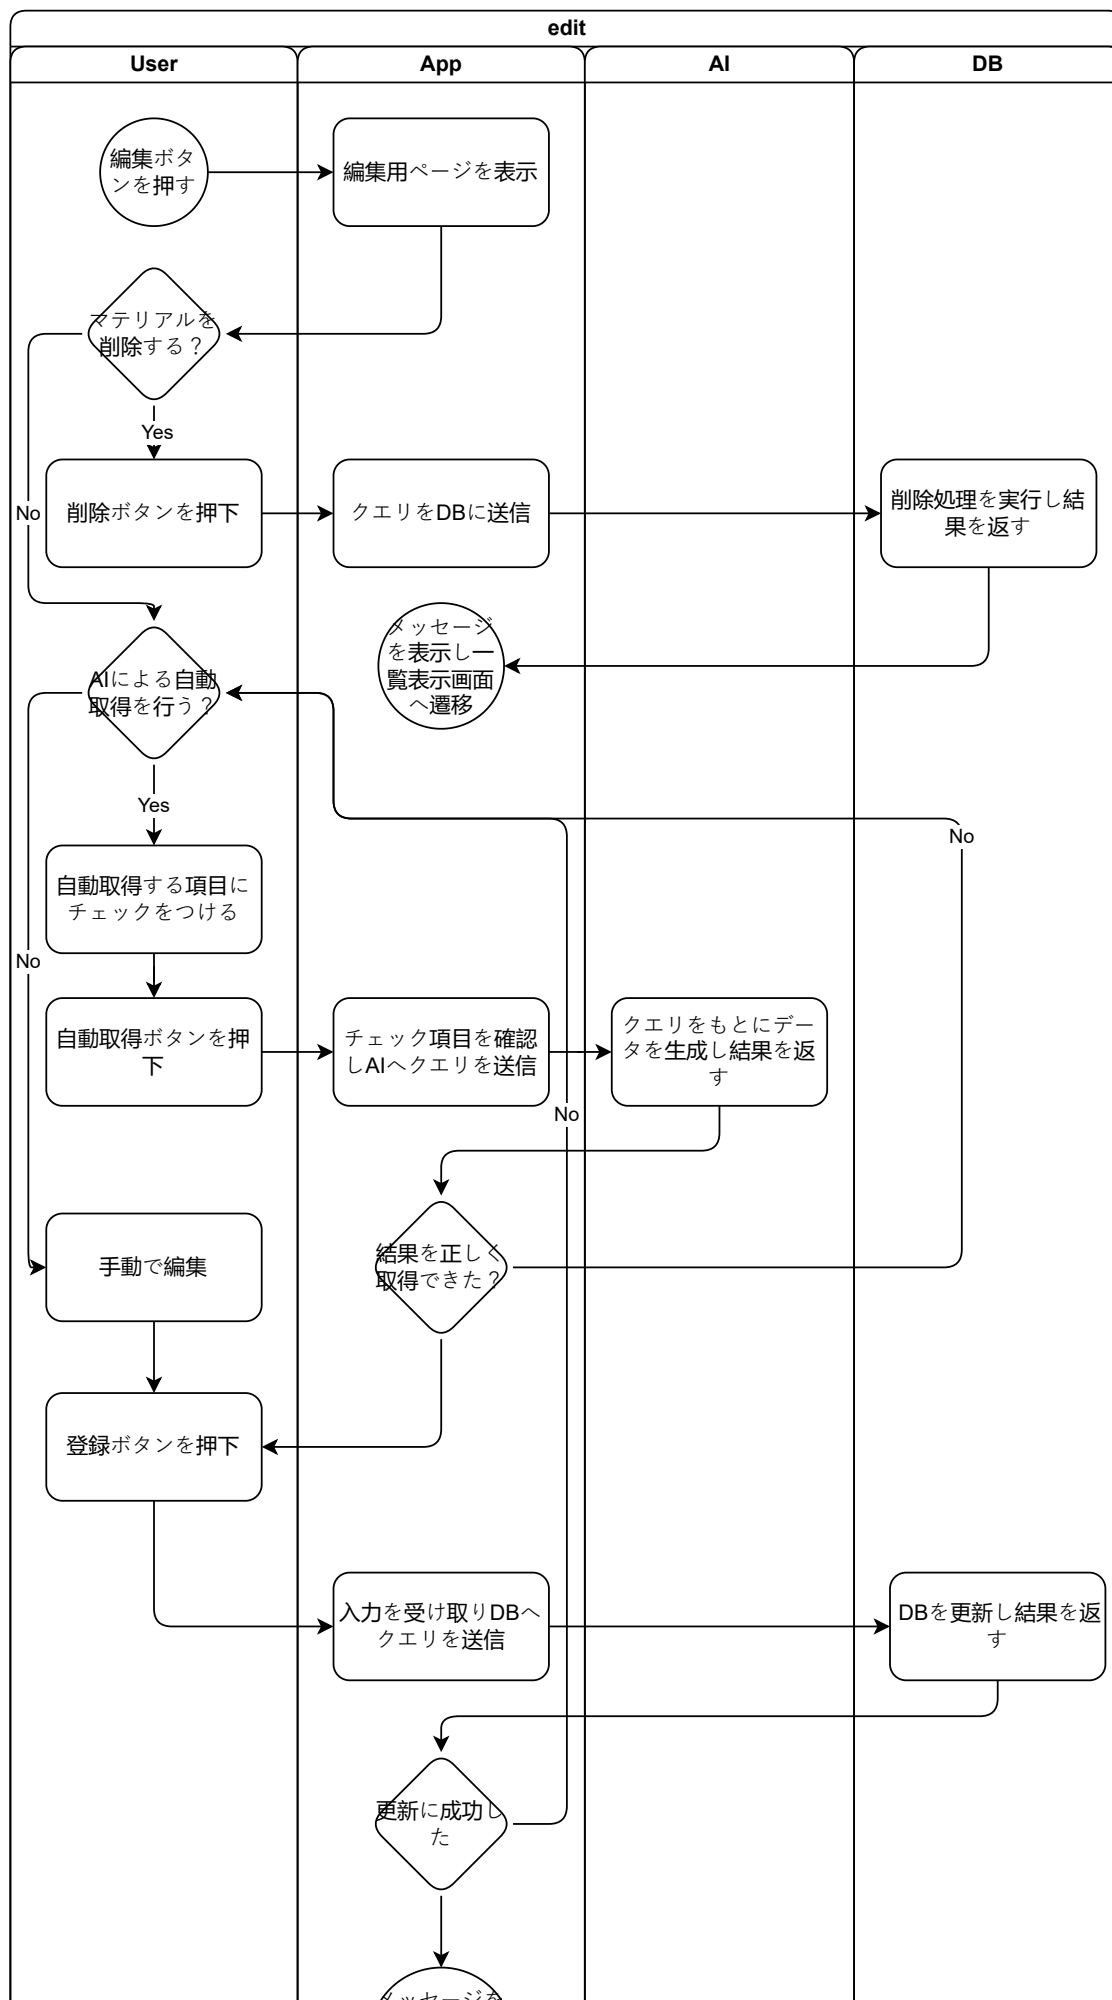 edit
User
App
AI
DB
編集ボタ
ンを押す
編集用ページを表示
マテリアルを
削除する？
Yes
No
削除ボタンを押下
クエリをDBに送信
削除処理を実行し結
果を返す
メッセージ
を表示し一
覧表示画面
へ遷移
AIによる自動
取得を行う？
Yes
No
自動取得する項目に
チェックをつける
No
自動取得ボタンを押
下
チェック項目を確認
しAIへクエリを送信
クエリをもとにデー
タを生成し結果を返
す
No
手動で編集
結果を正しく
取得できた？
登録ボタンを押下
入力を受け取りDBへ
クエリを送信
DBを更新し結果を返
す
更新に成功し
た
メッセージを